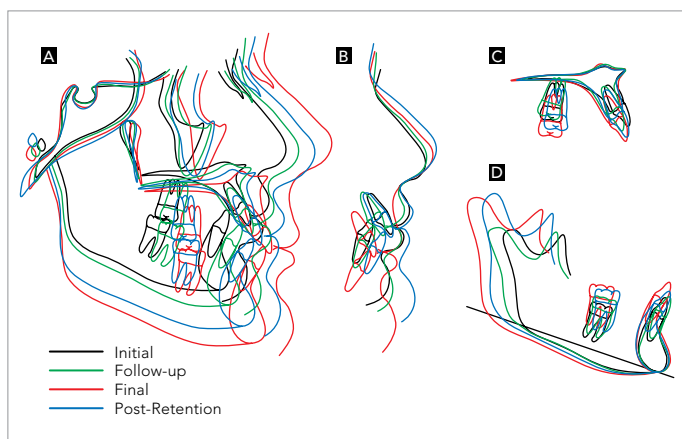 A
B
C
D
Initial
Follow-up
Final
Post-Retention